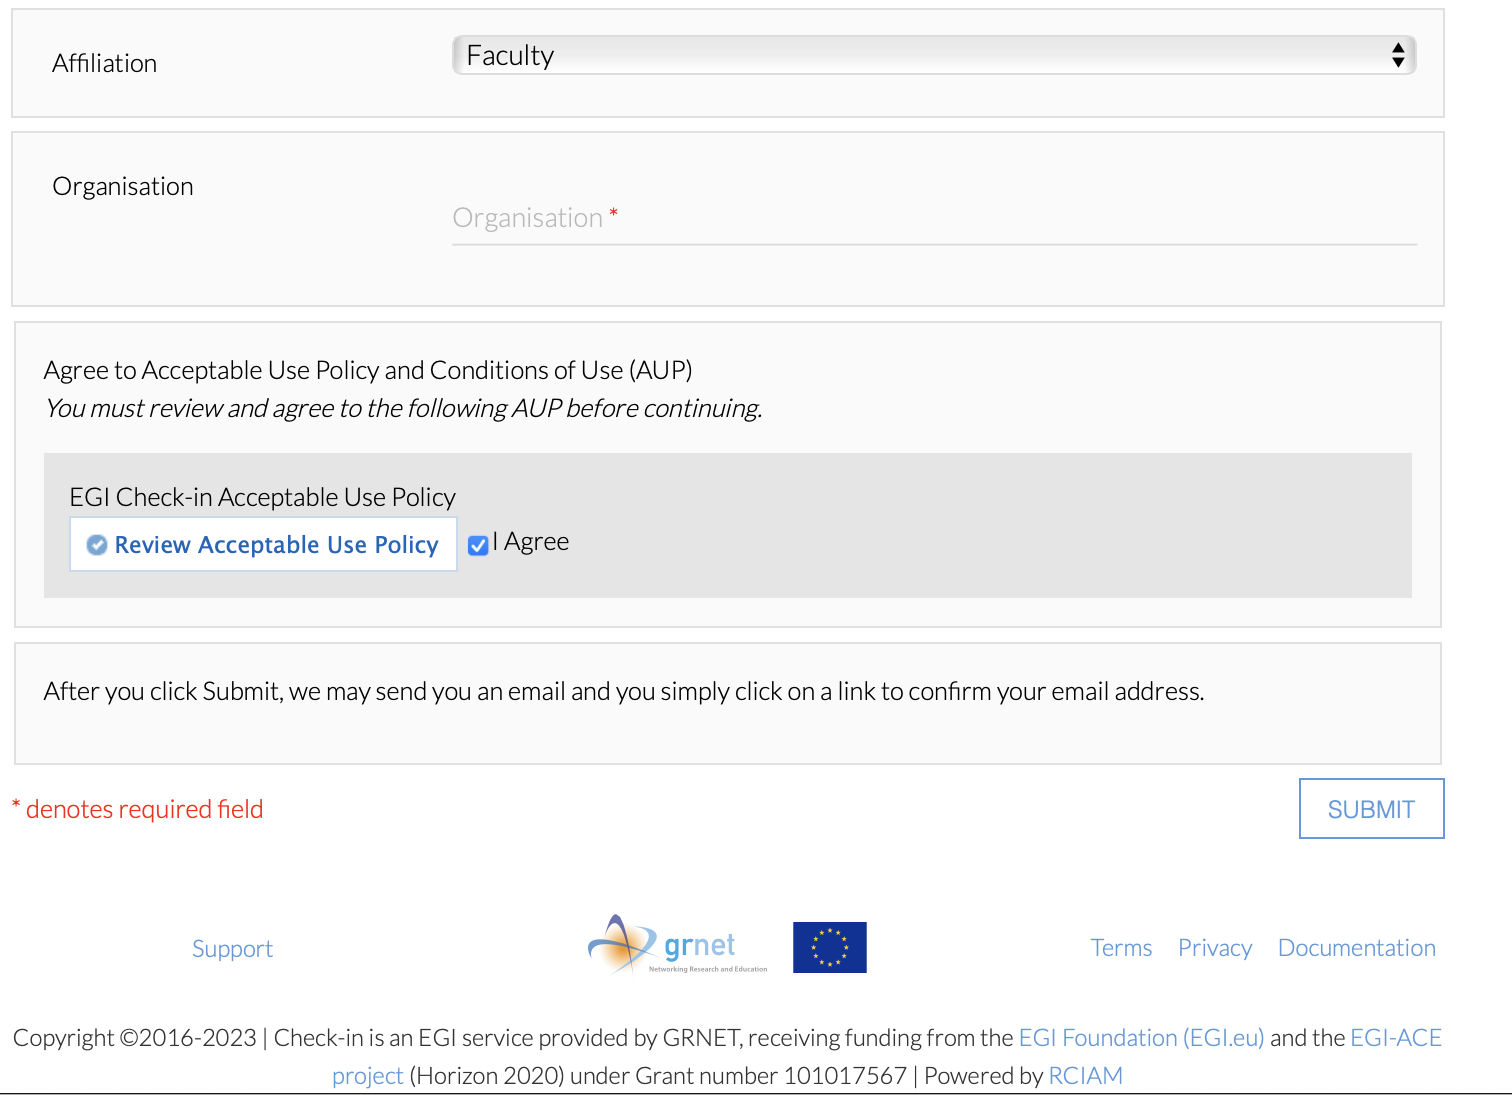 Affiliation
Faculty
Organisation
Organisation *
Agree to Acceptable Use Policy and Conditions of Use (AUP)
You must review and agree to the following AUP before continuing.
EGI Check-in Acceptable Use Policy
Review Acceptable Use Policy
I Agree
After you click Submit, we may send you an email and you simply click on a link to confirm your email address.
* denotes required field
SUBMIT
Support
grnet
Networking Research and Education
Terms Privacy Documentation
Copyright ©2016-2023 | Check-in is an EGI service provided by GRNET, receiving funding from the EGI Foundation (EGI.eu) and the EGI-ACE
project (Horizon 2020) under Grant number 101017567 | Powered by RCIAM